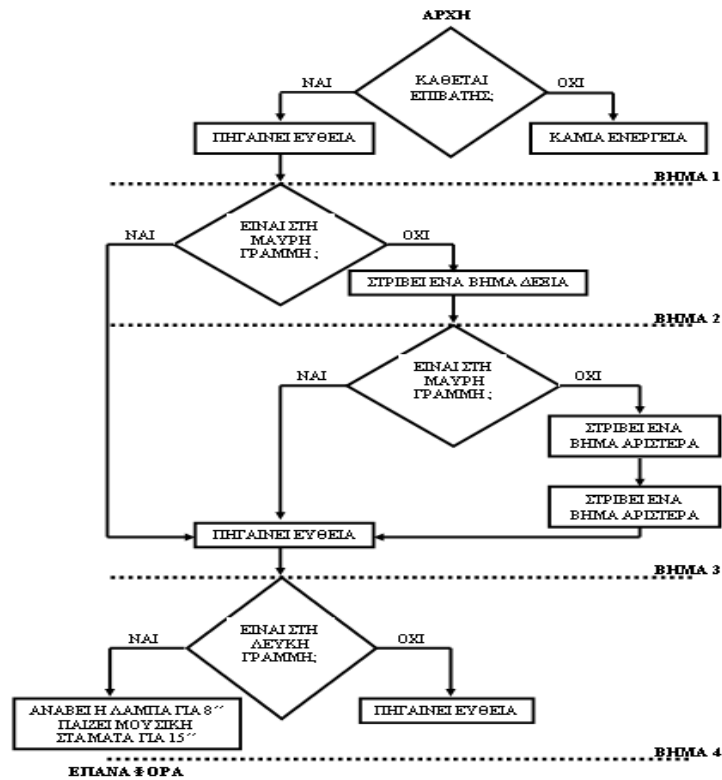 ΑΡΧΗ
ΚΑΘΕΤΑΙ
ΕΠΙΒΑΤΗΣ;
ΝΑΙ
ΟΧΙ
ΠΗΓΑΙΝΕΙ ΕΥΘΕΙΑ
ΚΑΜΙΑ ΕΝΕΡΓΕΙΑ
ΒΗΜΑ 1
ΕΙΝΑΙ ΣΤΗ
ΜΑΥΡΗ
ΓΡΑΜΜΗ ;
ΝΑΙ
ΟΧΙ
ΣΤΡΙΒΕΙ ΕΝΑ ΒΗΜΑ ΔΕΞΙΑ
ΒΗΜΑ 2
ΕΙΝΑΙ ΣΤΗ
ΜΑΥΡΗ
ΓΡΑΜΜΗ ;
ΝΑΙ
ΟΧΙ
ΣΤΡΙΒΕΙ ΕΝΑ
ΒΗΜΑ ΑΡΙΣΤΕΡΑ
ΣΤΡΙΒΕΙ ΕΝΑ
ΒΗΜΑ ΑΡΙΣΤΕΡΑ
ΠΗΓΑΙΝΕΙ ΕΥΘΕΙΑ
ΒΗΜΑ 3
ΕΙΝΑΙ ΣΤΗ
ΛΕΥΚΗ
ΓΡΑΜΜΗ;
ΝΑΙ
ΟΧΙ
ΑΝΑΒΕΙ Η ΛΑΜΠΑ ΓΙΑ 8΄΄
ΠΑΙΖΕΙ ΜΟΥΣΙΚΗ
ΣΤΑΜΑΤΑ ΓΙΑ 15΄΄
ΠΗΓΑΙΝΕΙ ΕΥΘΕΙΑ
ΒΗΜΑ 4
ΕΠΑΝΑΦΟΡΑ